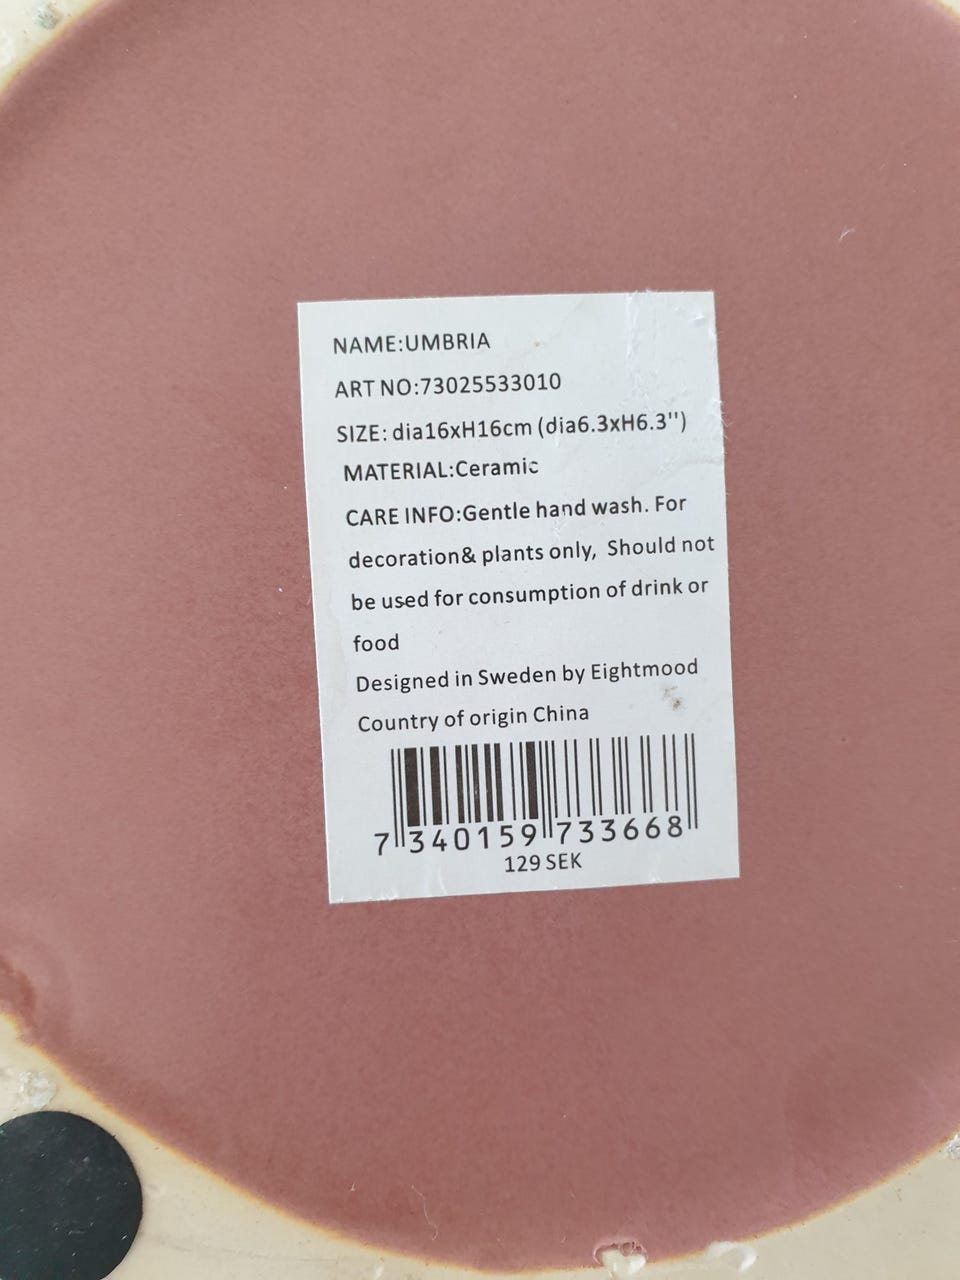 NAME:UMBRIA
ART NO:73025533010
SIZE: dia16xH16cm (dia6.3xH6.3'')
MATERIAL:Ceramic
CARE INFO:Gentle hand wash. For
decoration& plants only, Should not
be used for consumption of drink or
food
Designed in Sweden by Eightmood
Country of origin China
7 340159 733668
129 SEK